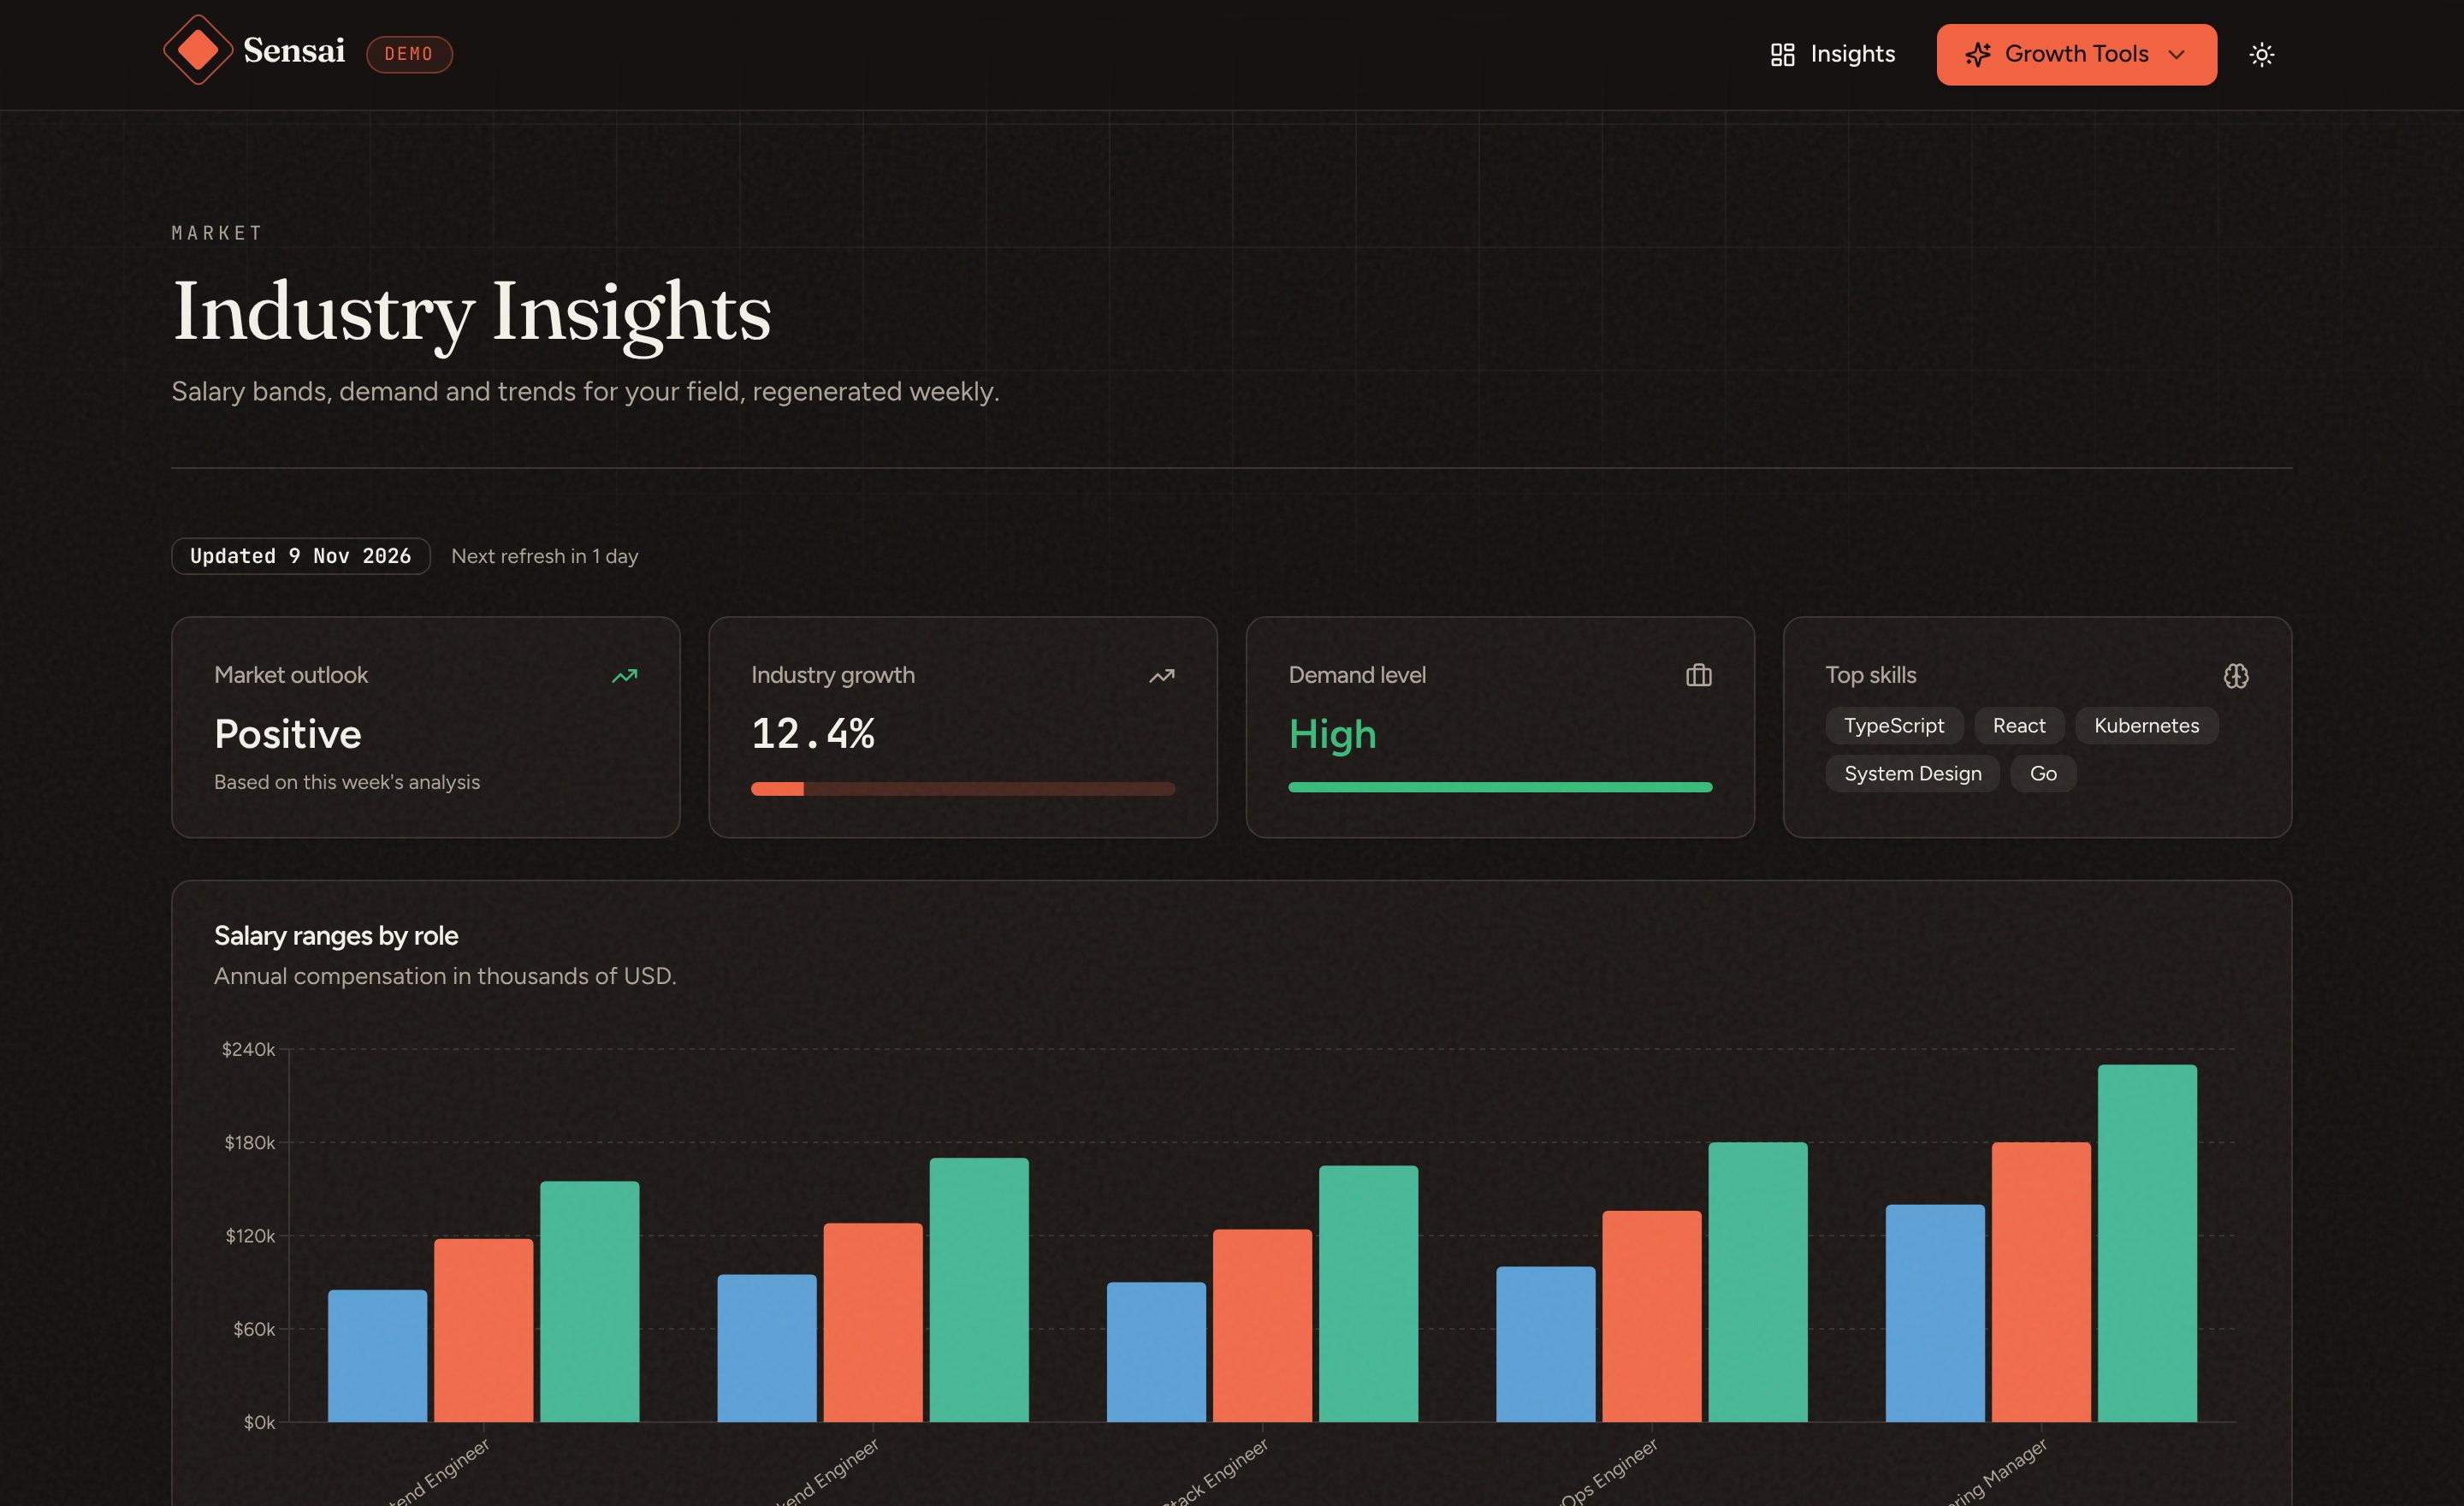 Sensai DEMO Insights Growth Tools
MARKET
Industry Insights
Salary bands, demand and trends for your field, regenerated weekly.
Updated 9 Nov 2026 Next refresh in 1 day
Market outlook
Positive
Based on this week's analysis
Industry growth
12.4%
Demand level
High
Top skills
TypeScript React Kubernetes
System Design Go
Salary ranges by role
Annual compensation in thousands of USD.
$240k
$180k
$120k
$60k
$0k
Engineer
Engineer
Stack Engineer
Ops Engineer
Manager